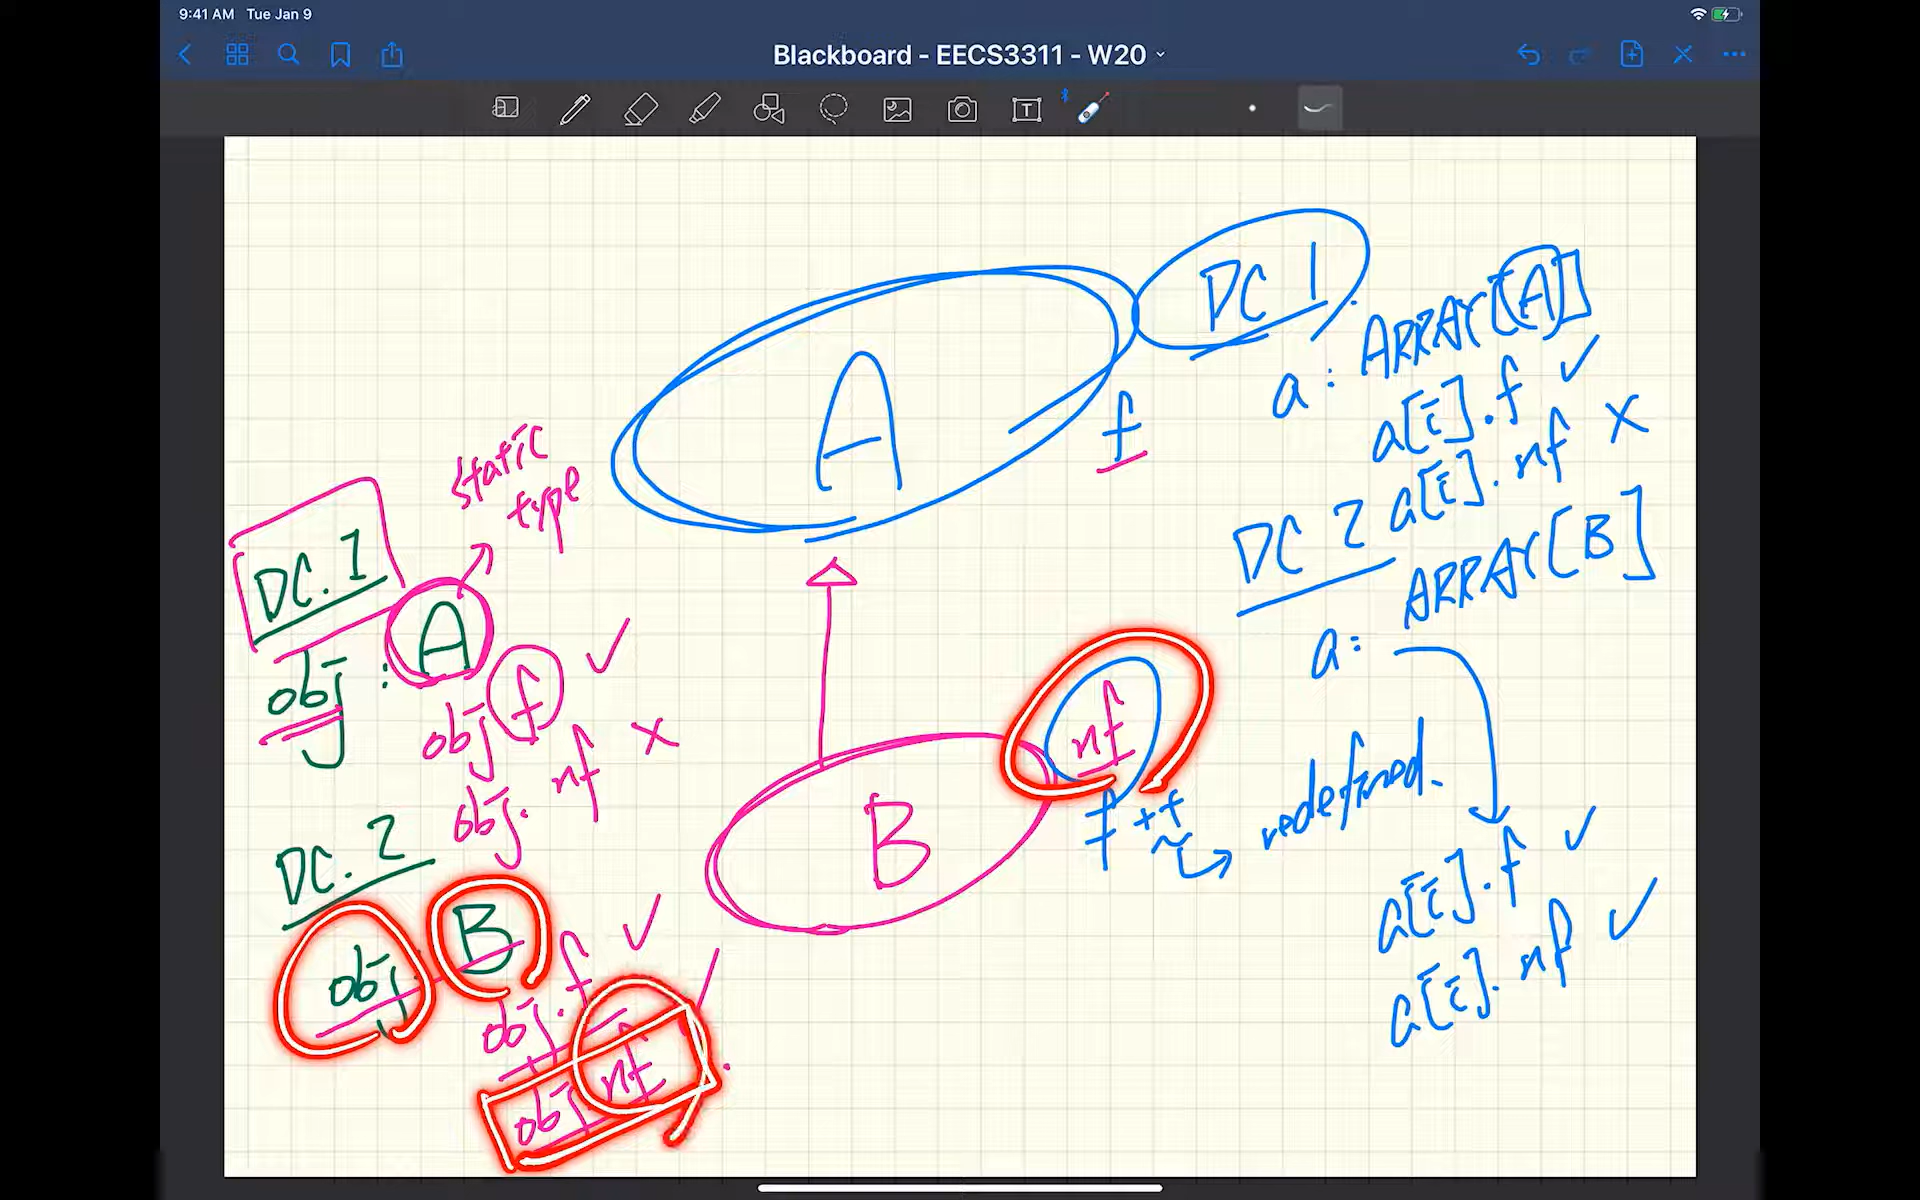 9:41 AM Tue Jan 9
Blackboard - EECS3311 - W20
T
DC 1
a: ARRAY[A]
A
f
a[i].f ✓
a[i].nf ×
DC 2
a: ARRAY[B]
static
type
DC.1
obj : A
obj f ✓
obj. nf ×
nf
B
f ++
redefined.
DC. 2
obj B
obj. f ✓
obj nf ✓
a[i].f ✓
a[i].nf ✓